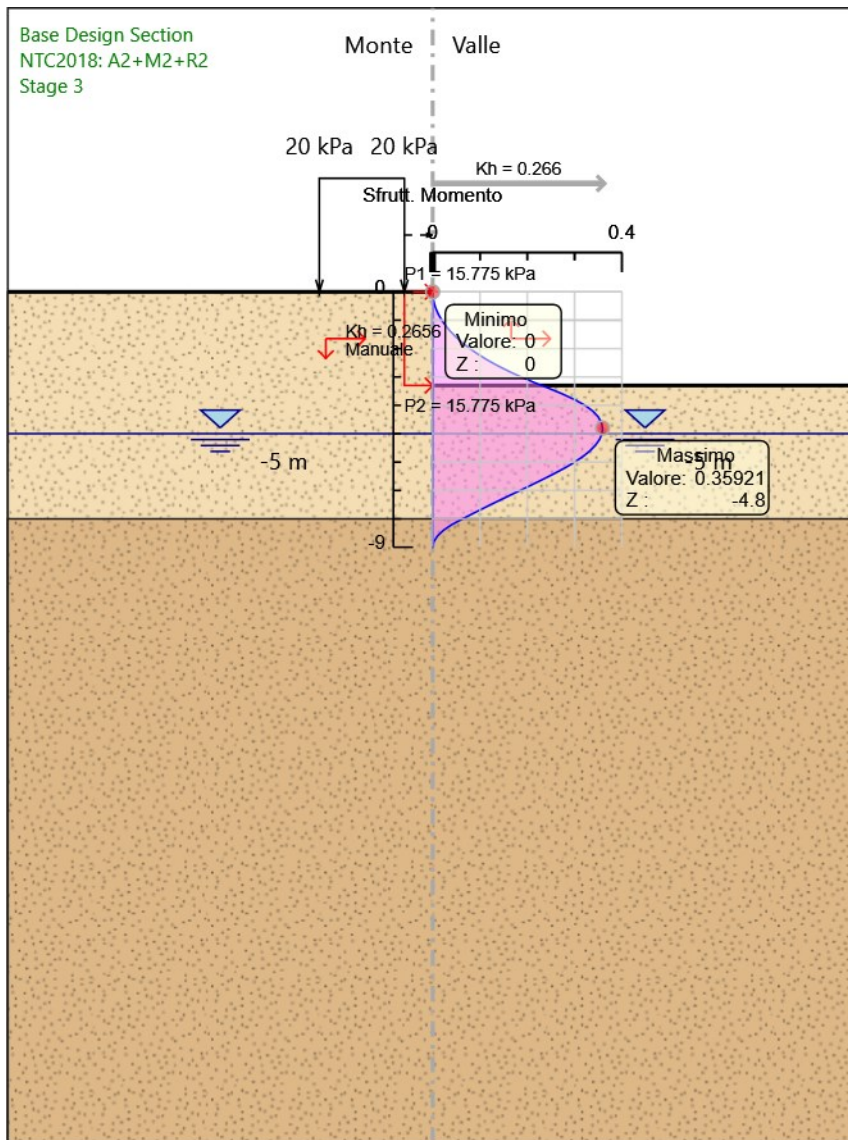 Base Design Section
NTC2018: A2+M2+R2
Stage 3
Monte
Valle
20 kPa
20 kPa
Kh = 0.266
Sfrutt. Momento
0
0.4
P1 = 15.775 kPa
0
Minimo
Valore: 0
Z : 0
Kh = 0.2656
Manuale
P2 = 15.775 kPa
-5 m
-5 m
Massimo
Valore: 0.35921
Z : -4.8
-9